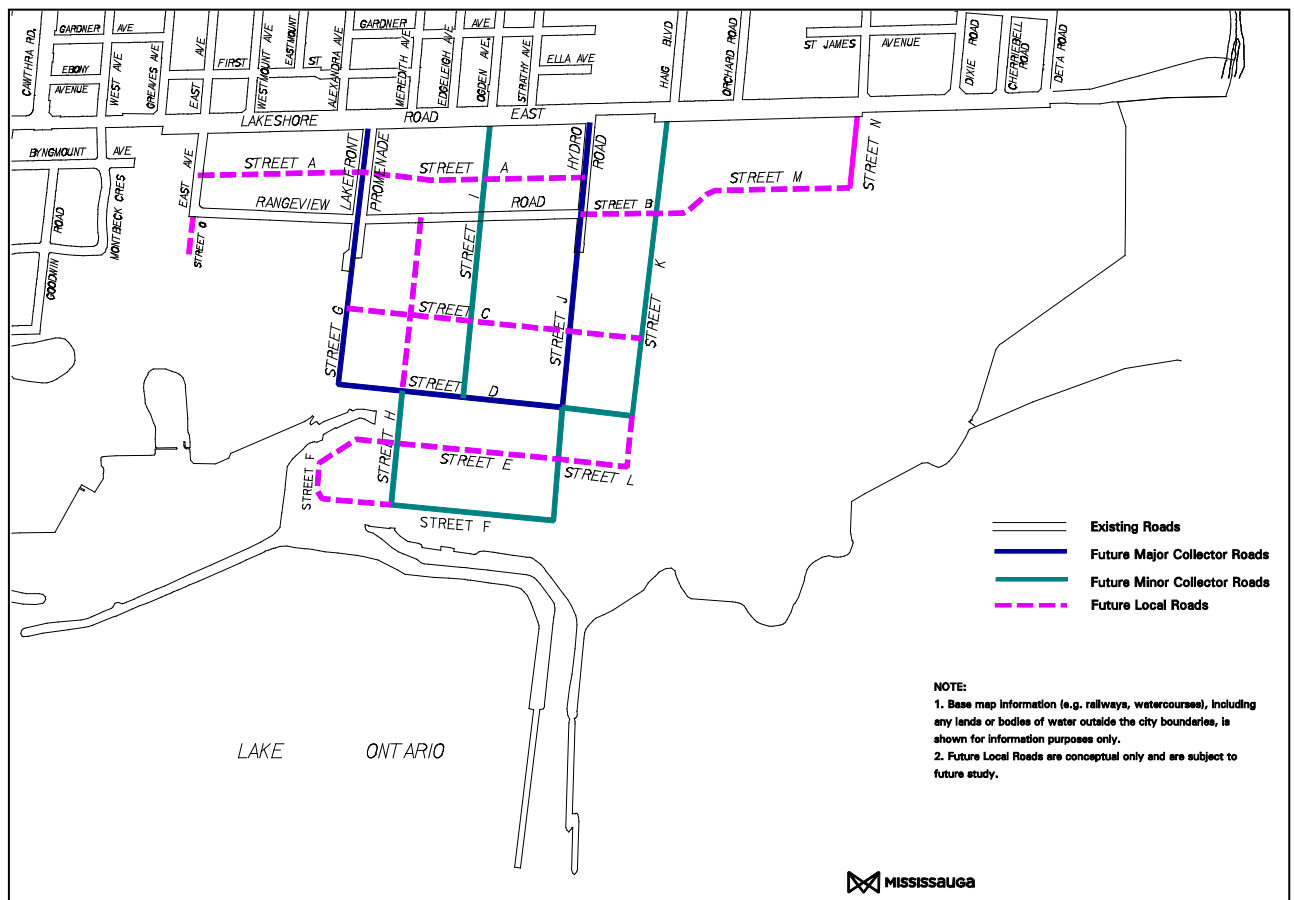 CAWTHRA RD.
GARDNER AVE
EBONY
AVENUE
WEST AVE
GREAVES AVE
EAST AVE
FIRST ST
WESTMOUNT AVE
EASTMOUNT
ALEXANDRA AVE
GARDNER AVE
MEREDITH AVE
EDGELEIGH AVE
OGDEN AVE.
STRATHY AVE
ELLA AVE
HAIG BLVD
ORCHARD ROAD
ST JAMES AVENUE
DIXIE ROAD
CHERRIEBELL
ROAD
DETA ROAD
LAKESHORE ROAD EAST
BYNGMOUNT AVE
EAST AVE
MONTBECK CRES
GOODWIN ROAD
STREET A
STREET A
LAKEFRONT
PROMENADE
HYDRO
ROAD
STREET M
STREET N
RANGEVIEW ROAD
STREET B
STREET O
STREET I
STREET K
STREET G
STREET C
STREET J
STREET D
STREET H
STREET E
STREET L
STREET F
STREET F
Existing Roads
Future Major Collector Roads
Future Minor Collector Roads
Future Local Roads
NOTE:
1. Base map information (e.g. railways, watercourses), including
any lands or bodies of water outside the city boundaries, is
shown for information purposes only.
2. Future Local Roads are conceptual only and are subject to
future study.
LAKE ONTARIO
MISSISSAUGA